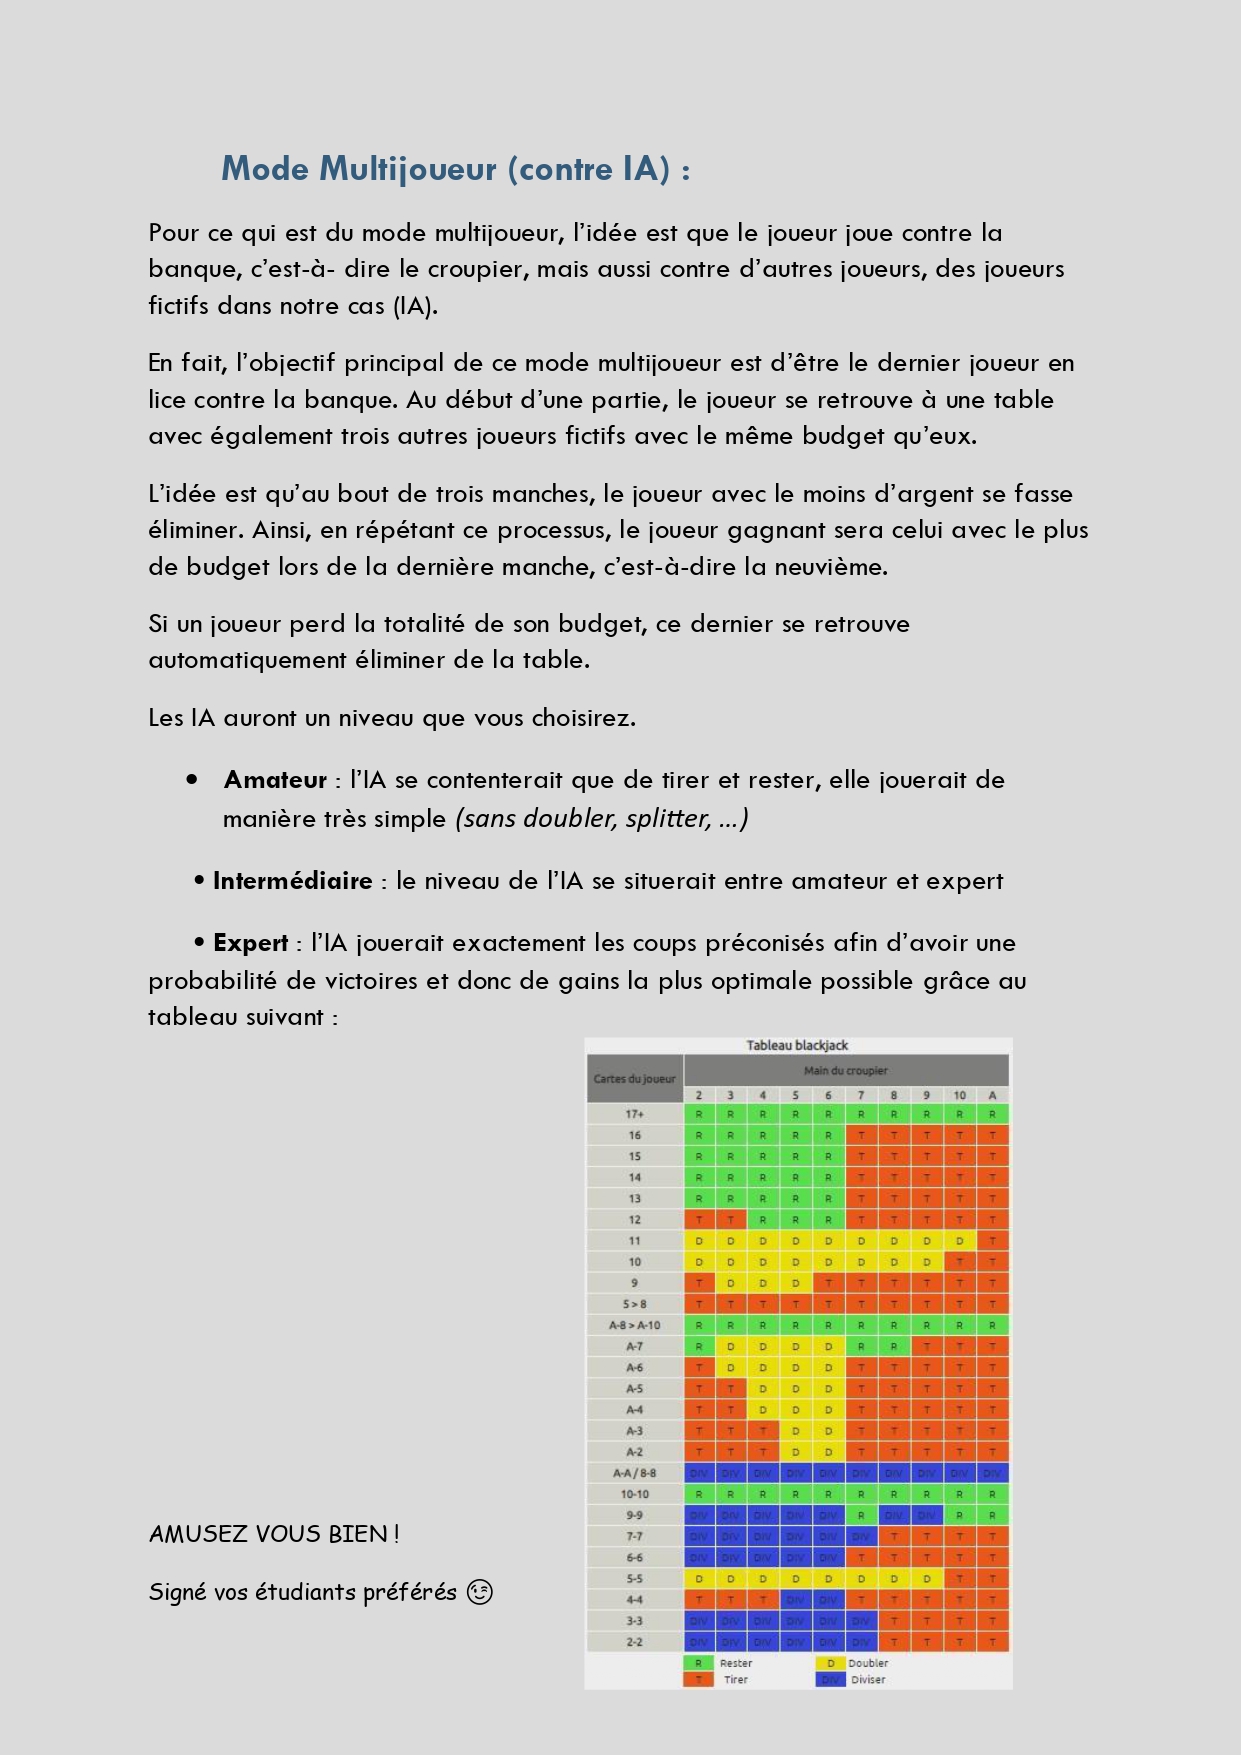 Mode Multijoueur (contre IA) :
Pour ce qui est du mode multijoueur, l’idée est que le joueur joue contre la
banque, c’est-à- dire le croupier, mais aussi contre d’autres joueurs, des joueurs
fictifs dans notre cas (IA).
En fait, l’objectif principal de ce mode multijoueur est d’être le dernier joueur en
lice contre la banque. Au début d’une partie, le joueur se retrouve à une table
avec également trois autres joueurs fictifs avec le même budget qu’eux.
L’idée est qu’au bout de trois manches, le joueur avec le moins d’argent se fasse
éliminer. Ainsi, en répétant ce processus, le joueur gagnant sera celui avec le plus
de budget lors de la dernière manche, c’est-à-dire la neuvième.
Si un joueur perd la totalité de son budget, ce dernier se retrouve
automatiquement éliminer de la table.
Les IA auront un niveau que vous choisirez.
• Amateur : l’IA se contenterait que de tirer et rester, elle jouerait de
manière très simple (sans doubler, splitter, ...)
• Intermédiaire : le niveau de l’IA se situerait entre amateur et expert
• Expert : l’IA jouerait exactement les coups préconisés afin d’avoir une
probabilité de victoires et donc de gains la plus optimale possible grâce au
tableau suivant :
Tableau blackjack
Cartes du joueur Main du croupier
2 3 4 5 6 7 8 9 10 A
17+ R R R R R R R R R R
16 R R R R R T T T T T
15 R R R R R T T T T T
14 R R R R R T T T T T
13 R R R R R T T T T T
12 T T R R R T T T T T
11 D D D D D D D D D T
10 D D D D D D D D T T
9 T D D D T T T T T T
5 > 8 T T T T T T T T T T
A-8 > A-10 R R R R R R R R R R
A-7 R D D D D R R T T T
A-6 T D D D D T T T T T
A-5 T T D D D T T T T T
A-4 T T D D D T T T T T
A-3 T T T D D T T T T T
A-2 T T T D D T T T T T
A-A / 8-8 DIV DIV DIV DIV DIV DIV DIV DIV DIV DIV
10-10 R R R R R R R R R R
9-9 DIV DIV DIV DIV DIV R DIV DIV R R
7-7 DIV DIV DIV DIV DIV DIV T T T T
6-6 DIV DIV DIV DIV DIV T T T T T
5-5 D D D D D D D D T T
4-4 T T T DIV DIV T T T T T
3-3 DIV DIV DIV DIV DIV DIV T T T T
2-2 DIV DIV DIV DIV DIV DIV T T T T
R Rester D Doubler
T Tirer DIV Diviser
AMUSEZ VOUS BIEN !
Signé vos étudiants préférés 😉